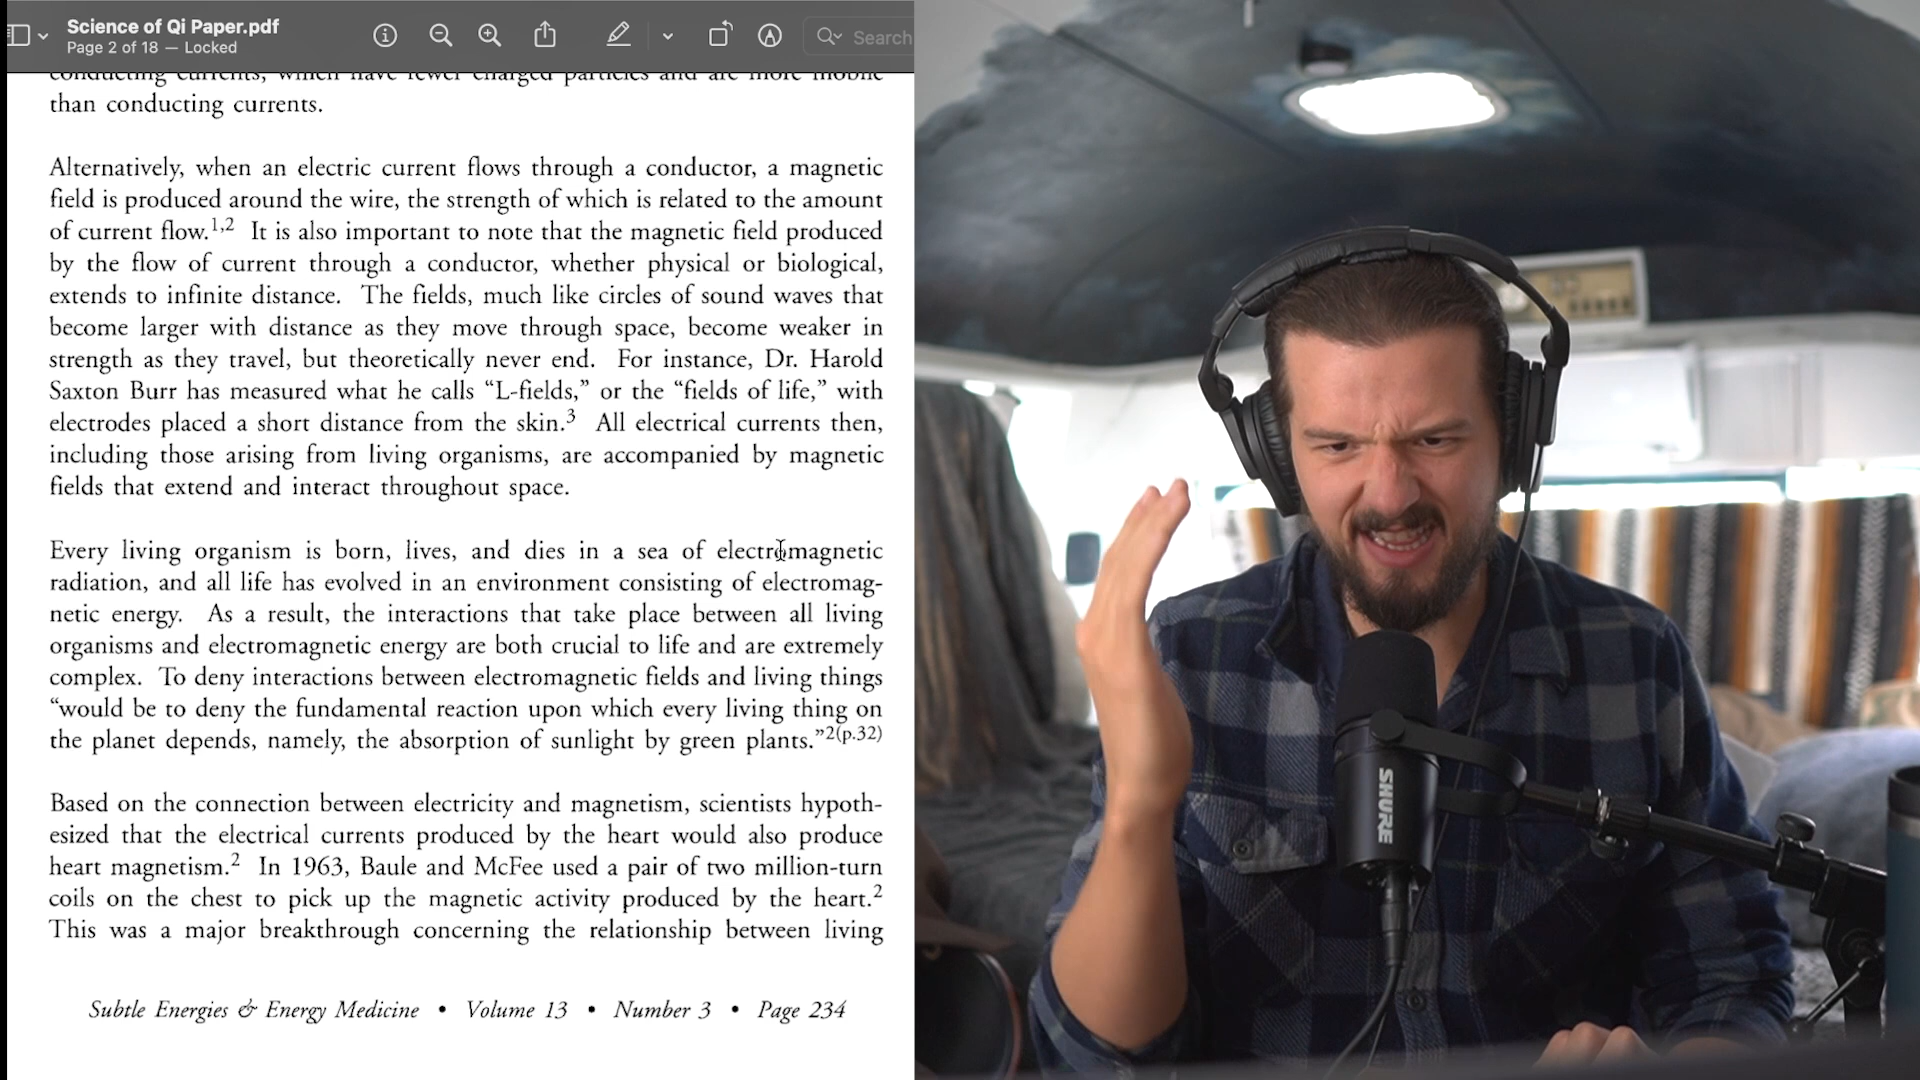 Science of Qi Paper.pdf
Page 2 of 18 — Locked
Search
conducting currents, which have fewer charged particles and are more mobile
than conducting currents.
Alternatively, when an electric current flows through a conductor, a magnetic
field is produced around the wire, the strength of which is related to the amount
of current flow.1,2 It is also important to note that the magnetic field produced
by the flow of current through a conductor, whether physical or biological,
extends to infinite distance. The fields, much like circles of sound waves that
become larger with distance as they move through space, become weaker in
strength as they travel, but theoretically never end. For instance, Dr. Harold
Saxton Burr has measured what he calls “L-fields,” or the “fields of life,” with
electrodes placed a short distance from the skin.3 All electrical currents then,
including those arising from living organisms, are accompanied by magnetic
fields that extend and interact throughout space.
Every living organism is born, lives, and dies in a sea of electromagnetic
radiation, and all life has evolved in an environment consisting of electromag-
netic energy. As a result, the interactions that take place between all living
organisms and electromagnetic energy are both crucial to life and are extremely
complex. To deny interactions between electromagnetic fields and living things
“would be to deny the fundamental reaction upon which every living thing on
the planet depends, namely, the absorption of sunlight by green plants.”2(p.32)
Based on the connection between electricity and magnetism, scientists hypoth-
esized that the electrical currents produced by the heart would also produce
heart magnetism.2 In 1963, Baule and McFee used a pair of two million-turn
coils on the chest to pick up the magnetic activity produced by the heart.2
This was a major breakthrough concerning the relationship between living
Subtle Energies & Energy Medicine • Volume 13 • Number 3 • Page 234
SHURE